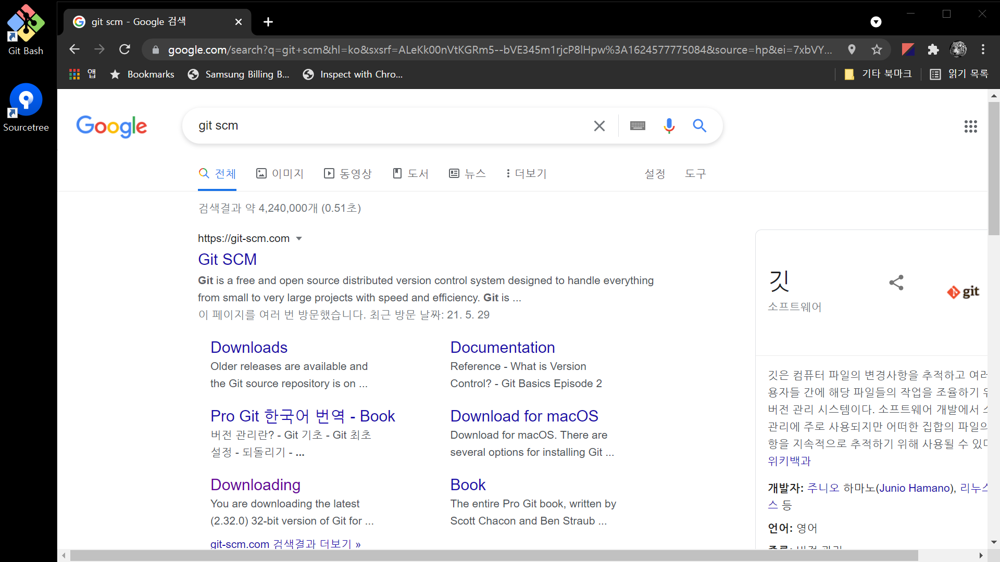 Git Bash
Sourcetree
git scm - Google 검색
google.com/search?q=git+scm&hl=ko&sxsrf=ALeKk00nVtKGRm5--bVE345m1rjcP8lHpw%3A1624577775084&source=hp&ei=7xbVY...
앱
Bookmarks
Samsung Billing B...
Inspect with Chro...
기타 북마크
읽기 목록
Google
git scm
전체
이미지
동영상
도서
뉴스
더보기
설정
도구
검색결과 약 4,240,000개 (0.51초)
https://git-scm.com
Git SCM
Git is a free and open source distributed version control system designed to handle everything
from small to very large projects with speed and efficiency. Git is ...
이 페이지를 여러 번 방문했습니다. 최근 방문 날짜: 21. 5. 29
Downloads
Older releases are available and
the Git source repository is on ...
Documentation
Reference - What is Version
Control? - Git Basics Episode 2
Pro Git 한국어 번역 - Book
버전 관리란? - Git 기초 - Git 최초
설정 - 되돌리기 - ...
Download for macOS
Download for macOS. There are
several options for installing Git ...
Downloading
You are downloading the latest
(2.32.0) 32-bit version of Git for ...
Book
The entire Pro Git book, written by
Scott Chacon and Ben Straub ...
git-scm.com 검색결과 더보기 »
깃
소프트웨어
git
깃은 컴퓨터 파일의 변경사항을 추적하고 여러
용자들 간에 해당 파일들의 작업을 조율하기
버전 관리 시스템이다. 소프트웨어 개발에서
관리에 주로 사용되지만 어떠한 집합의 파일의
항을 지속적으로 추적하기 위해 사용될 수 있
위키백과
개발자: 주니오 하마노(Junio Hamano), 리누
스 등
언어: 영어